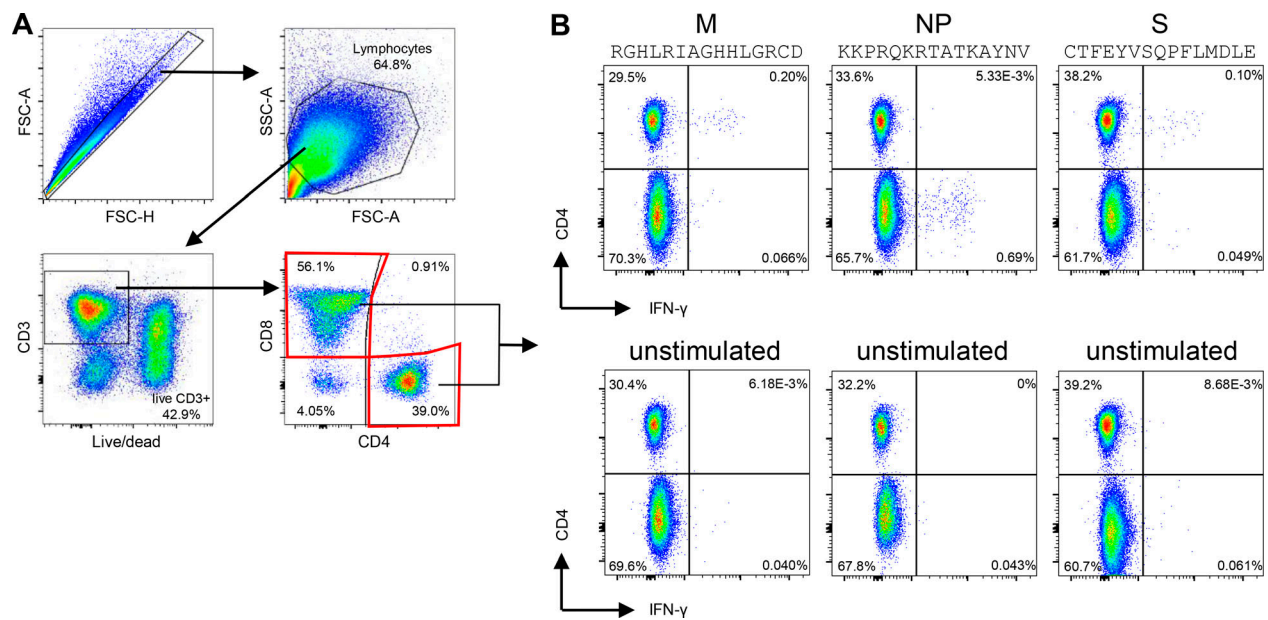 A
FSC-A
FSC-H
Lymphocytes
64.8%
SSC-A
FSC-A
CD3
live CD3+
42.9%
Live/dead
56.1%
0.91%
CD8
4.05%
39.0%
CD4
B
M
NP
S
RGHLRIAGHHLGRCD
KKPRQKRTATKAYNV
CTFEYVSQPFLMDLE
29.5%
0.20%
33.6%
5.33E-3%
38.2%
0.10%
CD4
70.3%
0.066%
65.7%
0.69%
61.7%
0.049%
IFN-γ
unstimulated
unstimulated
unstimulated
30.4%
6.18E-3%
32.2%
0%
39.2%
8.68E-3%
CD4
69.6%
0.040%
67.8%
0.043%
60.7%
0.061%
IFN-γ